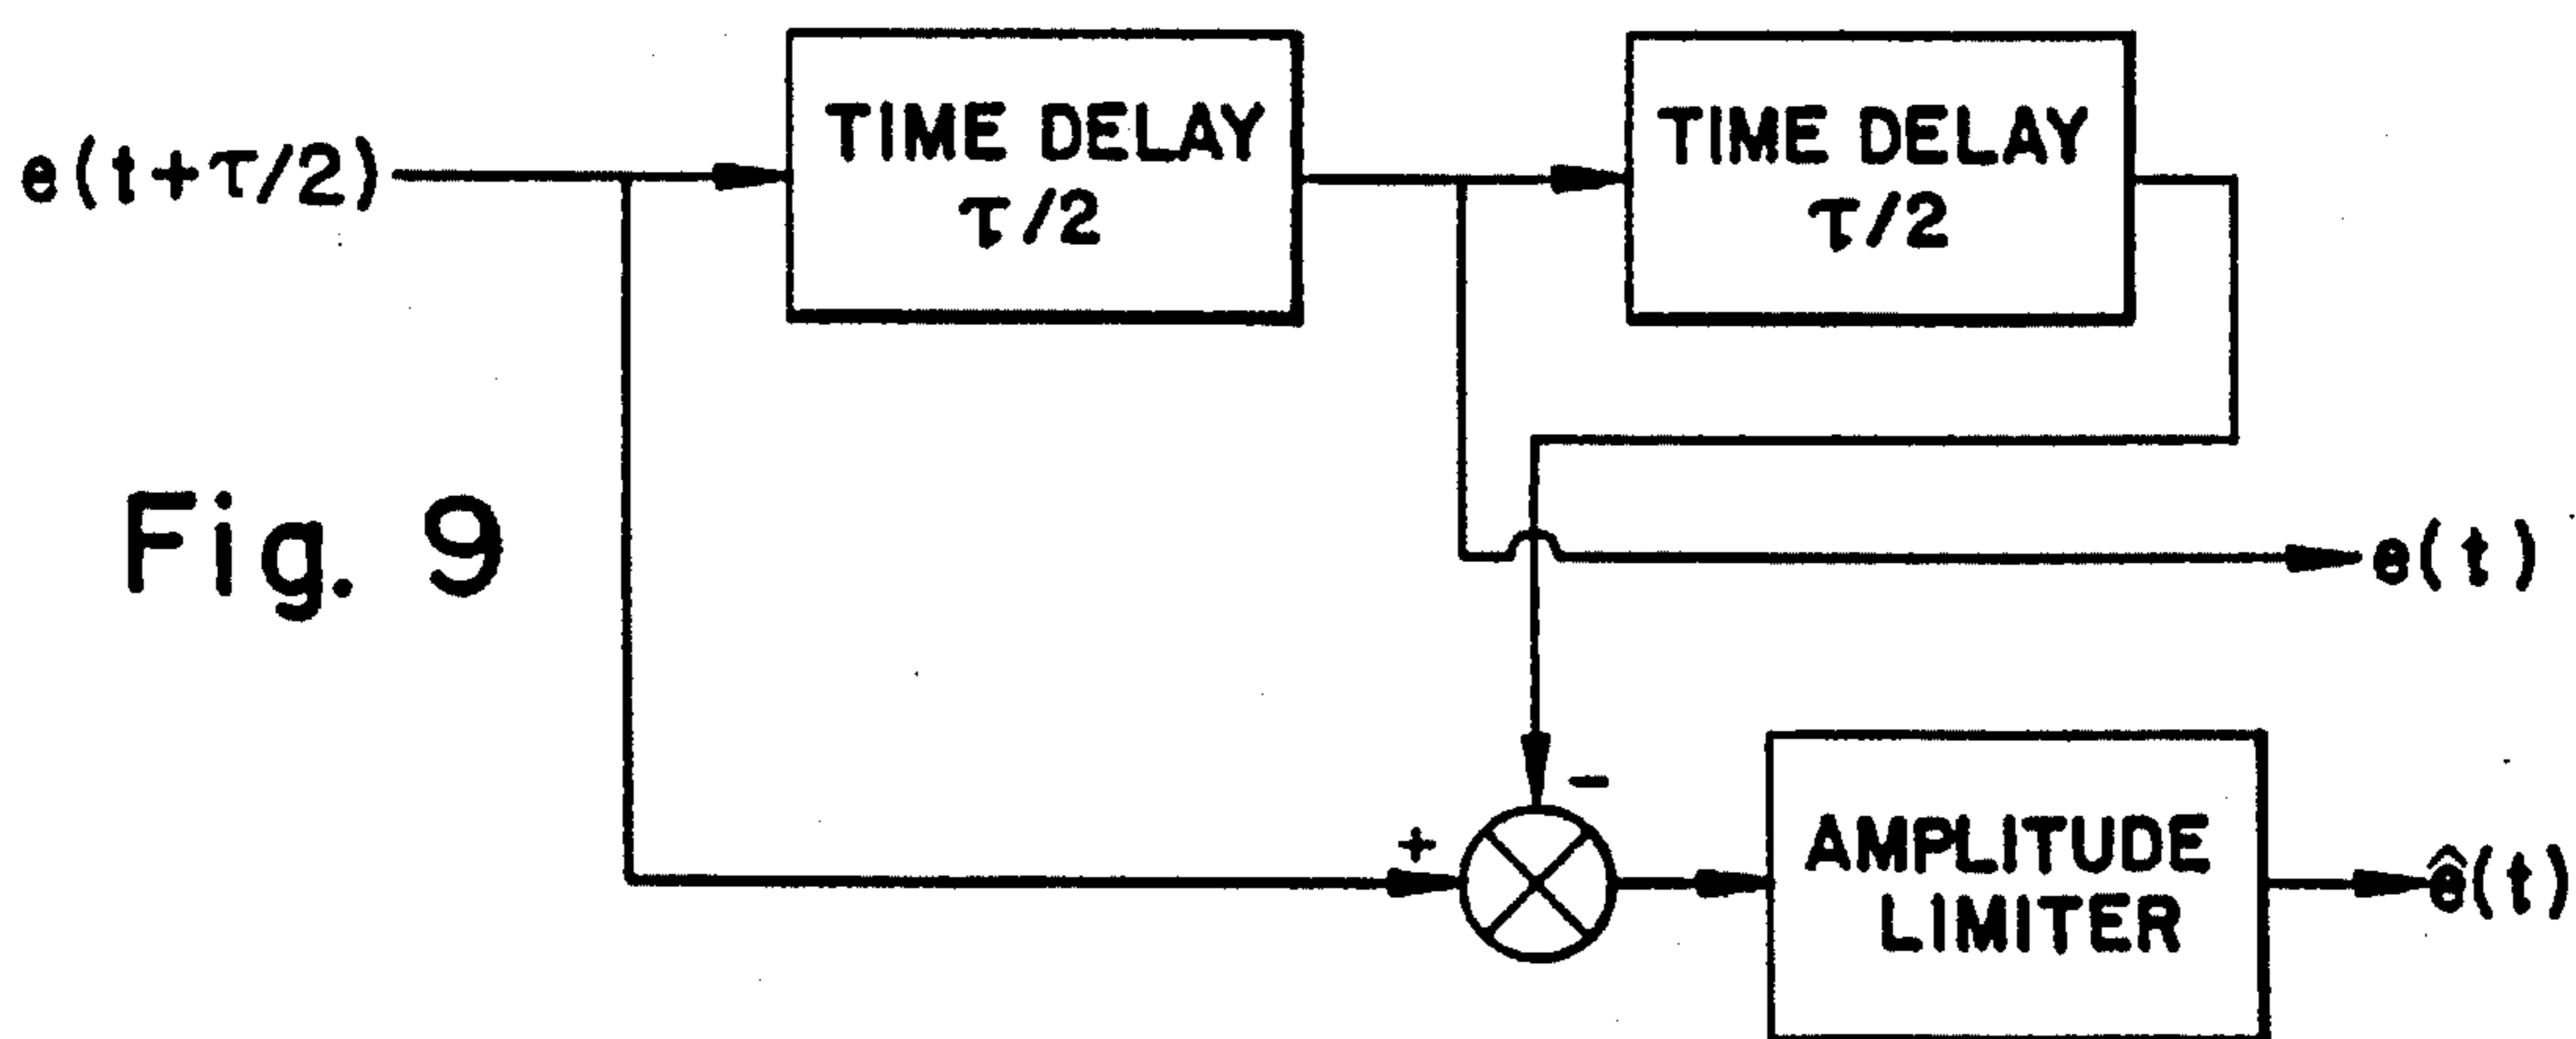 e(t+τ/2)
TIME DELAY
τ/2
TIME DELAY
τ/2
Fig. 9
e(t)
-
+
AMPLITUDE
LIMITER
ê(t)